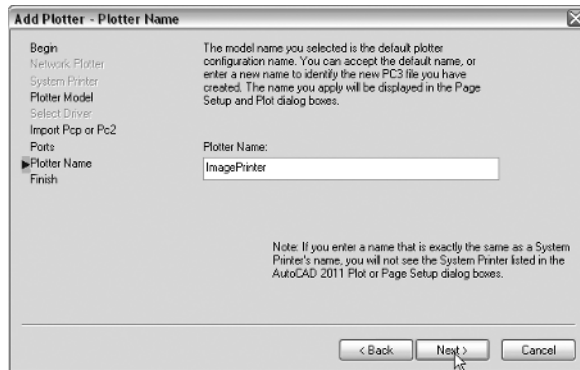 Add Plotter - Plotter Name
Begin
Network Plotter
System Printer
Plotter Model
Select Driver
Import Pcp or Pc2
Ports
Plotter Name
Finish
The model name you selected is the default plotter
configuration name. You can accept the default name, or
enter a new name to identify the new PC3 file you have
created. The name you apply will be displayed in the Page
Setup and Plot dialog boxes.
Plotter Name:
ImagePrinter
Note: If you enter a name that is exactly the same as a System
Printer's name, you will not see the System Printer listed in the
AutoCAD 2011 Plot or Page Setup dialog boxes.
< Back
Next >
Cancel